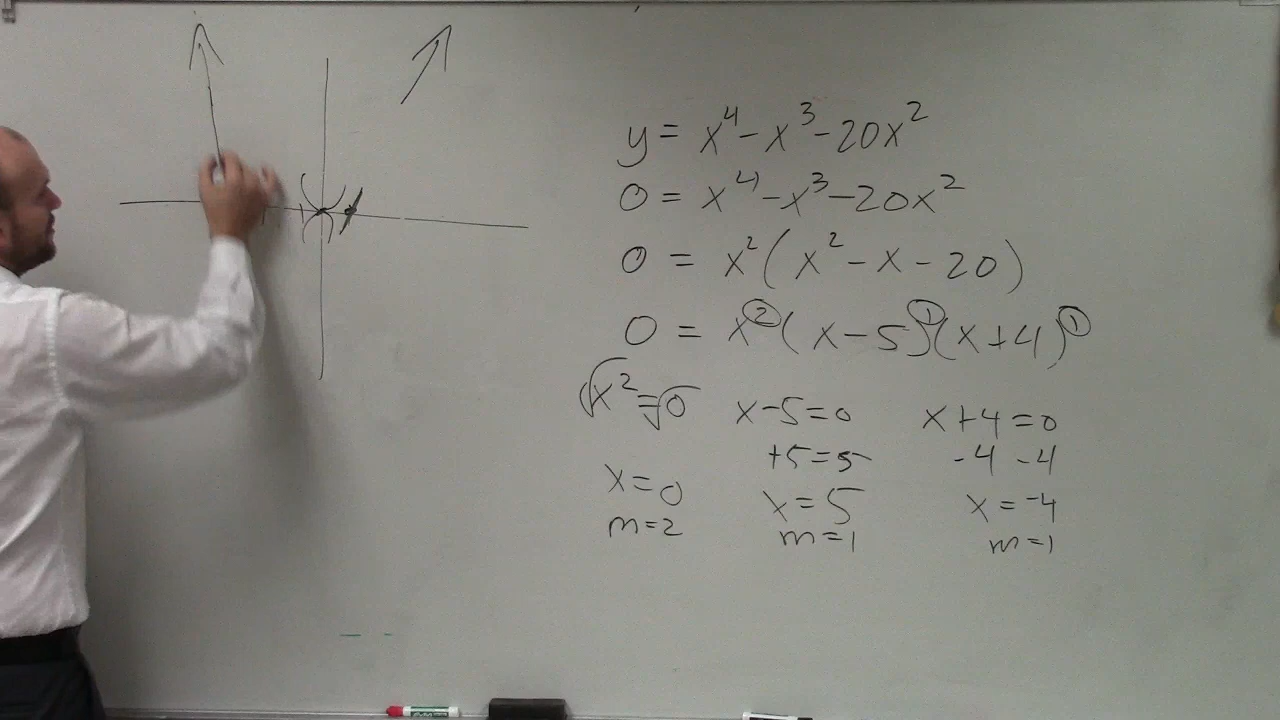 y = x⁴ - x³ - 20x²
0 = x⁴ - x³ - 20x²
0 = x²(x² - x - 20)
0 = x²(x - 5)¹(x + 4)¹
√x² = √0 x - 5 = 0 x + 4 = 0
+5 = 5 -4 -4
x = 0 x = 5 x = -4
m = 2 m = 1 m = 1